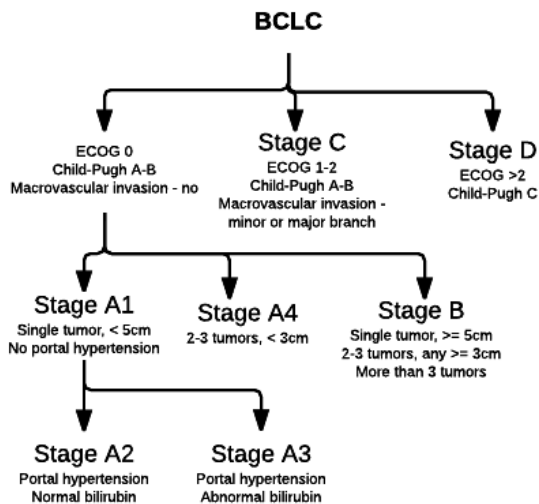 BCLC
ECOG 0
Child-Pugh A-B
Macrovascular invasion - no
Stage C
ECOG 1-2
Child-Pugh A-B
Macrovascular invasion -
minor or major branch
Stage D
ECOG >2
Child-Pugh C
Stage A1
Single tumor, < 5cm
No portal hypertension
Stage A4
2-3 tumors, < 3cm
Stage B
Single tumor, >= 5cm
2-3 tumors, any >= 3cm
More than 3 tumors
Stage A2
Portal hypertension
Normal bilirubin
Stage A3
Portal hypertension
Abnormal bilirubin